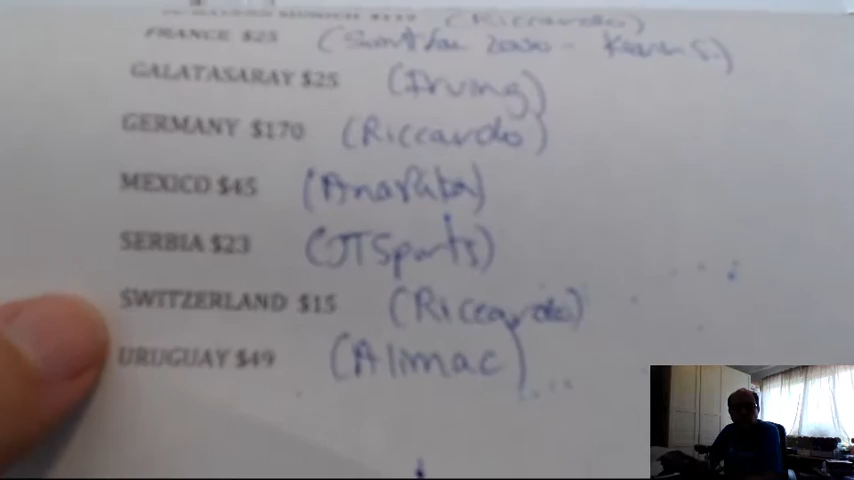 (Riccardo)
FRANCE $25
GALATASARAY $25 (Irving)
GERMANY $170 (Riccardo)
MEXICO $45
SERBIA $23 (JTSports)
SWITZERLAND $15 (Riccardo)
URUGUAY $49 (Alimac)